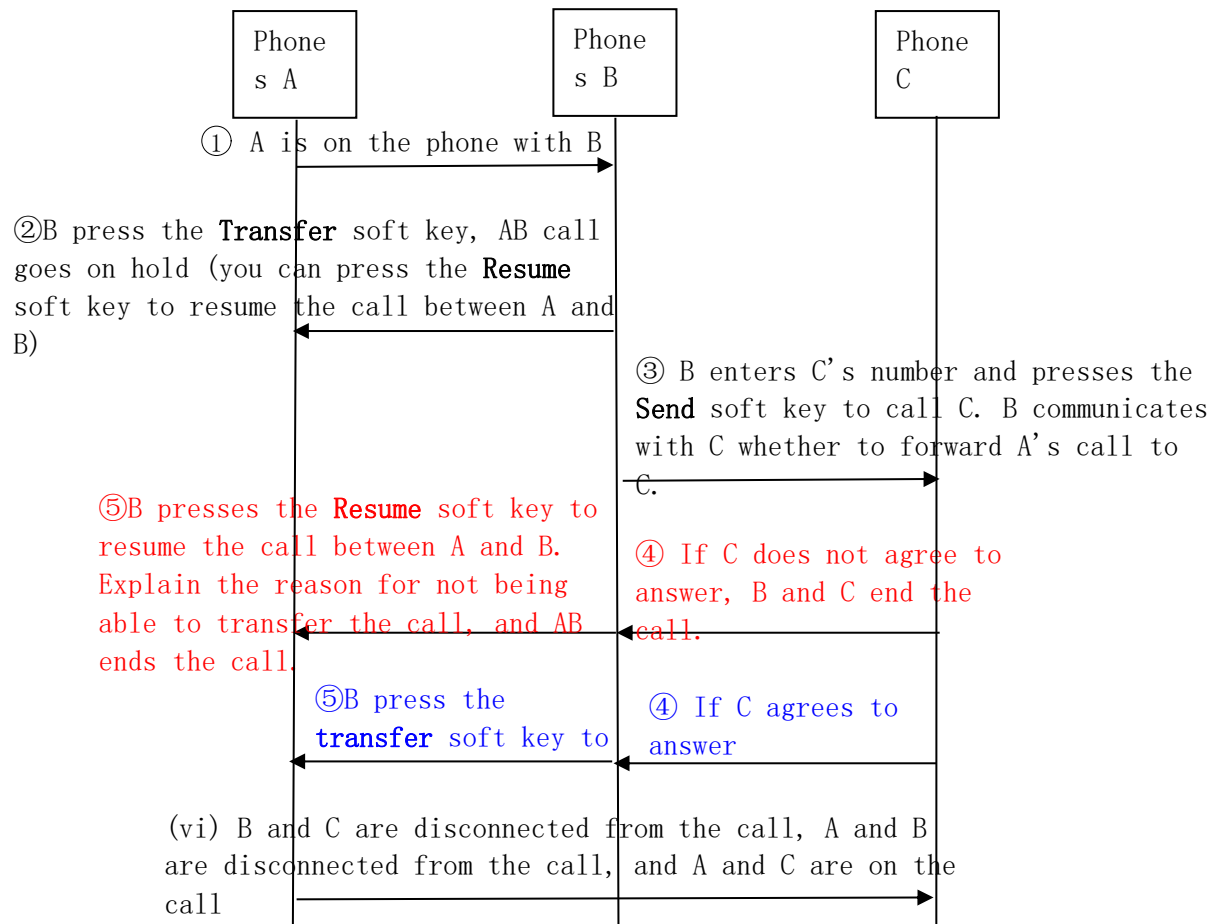 Phone
s A
Phone
s B
Phone
C
① A is on the phone with B
②B press the Transfer soft key, AB call
goes on hold (you can press the Resume
soft key to resume the call between A and
B)
③ B enters C's number and presses the
Send soft key to call C. B communicates
with C whether to forward A's call to
C.
⑤B presses the Resume soft key to
resume the call between A and B.
Explain the reason for not being
able to transfer the call, and AB
ends the call.
④ If C does not agree to
answer, B and C end the
call.
⑤B press the
transfer soft key to
④ If C agrees to
answer
(vi) B and C are disconnected from the call, A and B
are disconnected from the call, and A and C are on the
call